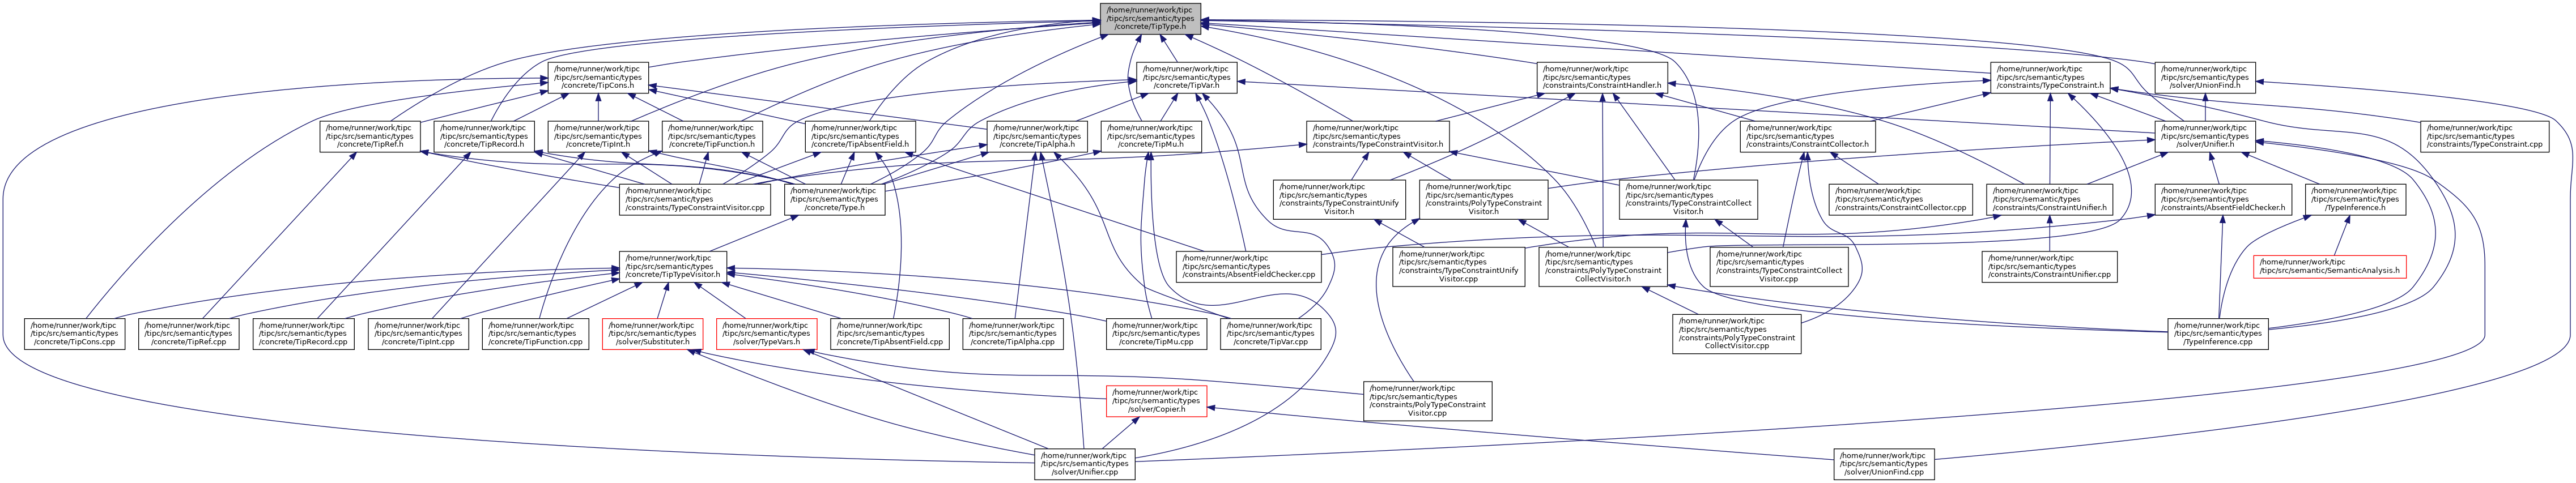 /home/runner/work/tipc
/tipc/src/semantic/types
/concrete/TipType.h
/home/runner/work/tipc
/tipc/src/semantic/types
/concrete/TipCons.h
/home/runner/work/tipc
/tipc/src/semantic/types
/concrete/TipVar.h
/home/runner/work/tipc
/tipc/src/semantic/types
/constraints/ConstraintHandler.h
/home/runner/work/tipc
/tipc/src/semantic/types
/constraints/TypeConstraint.h
/home/runner/work/tipc
/tipc/src/semantic/types
/solver/UnionFind.h
/home/runner/work/tipc
/tipc/src/semantic/types
/concrete/TipRef.h
/home/runner/work/tipc
/tipc/src/semantic/types
/concrete/TipRecord.h
/home/runner/work/tipc
/tipc/src/semantic/types
/concrete/TipInt.h
/home/runner/work/tipc
/tipc/src/semantic/types
/concrete/TipFunction.h
/home/runner/work/tipc
/tipc/src/semantic/types
/concrete/TipAbsentField.h
/home/runner/work/tipc
/tipc/src/semantic/types
/concrete/TipAlpha.h
/home/runner/work/tipc
/tipc/src/semantic/types
/concrete/TipMu.h
/home/runner/work/tipc
/tipc/src/semantic/types
/constraints/TypeConstraintVisitor.h
/home/runner/work/tipc
/tipc/src/semantic/types
/constraints/ConstraintCollector.h
/home/runner/work/tipc
/tipc/src/semantic/types
/solver/Unifier.h
/home/runner/work/tipc
/tipc/src/semantic/types
/constraints/TypeConstraint.cpp
/home/runner/work/tipc
/tipc/src/semantic/types
/constraints/TypeConstraintVisitor.cpp
/home/runner/work/tipc
/tipc/src/semantic/types
/concrete/Type.h
/home/runner/work/tipc
/tipc/src/semantic/types
/constraints/TypeConstraintUnify
Visitor.h
/home/runner/work/tipc
/tipc/src/semantic/types
/constraints/PolyTypeConstraint
Visitor.h
/home/runner/work/tipc
/tipc/src/semantic/types
/constraints/TypeConstraintCollect
Visitor.h
/home/runner/work/tipc
/tipc/src/semantic/types
/constraints/ConstraintCollector.cpp
/home/runner/work/tipc
/tipc/src/semantic/types
/constraints/ConstraintUnifier.h
/home/runner/work/tipc
/tipc/src/semantic/types
/constraints/AbsentFieldChecker.h
/home/runner/work/tipc
/tipc/src/semantic/types
/TypeInference.h
/home/runner/work/tipc
/tipc/src/semantic/types
/concrete/TipTypeVisitor.h
/home/runner/work/tipc
/tipc/src/semantic/types
/constraints/AbsentFieldChecker.cpp
/home/runner/work/tipc
/tipc/src/semantic/types
/constraints/TypeConstraintUnify
Visitor.cpp
/home/runner/work/tipc
/tipc/src/semantic/types
/constraints/PolyTypeConstraint
CollectVisitor.h
/home/runner/work/tipc
/tipc/src/semantic/types
/constraints/TypeConstraintCollect
Visitor.cpp
/home/runner/work/tipc
/tipc/src/semantic/types
/constraints/ConstraintUnifier.cpp
/home/runner/work/tipc
/tipc/src/semantic/SemanticAnalysis.h
/home/runner/work/tipc
/tipc/src/semantic/types
/concrete/TipCons.cpp
/home/runner/work/tipc
/tipc/src/semantic/types
/concrete/TipRef.cpp
/home/runner/work/tipc
/tipc/src/semantic/types
/concrete/TipRecord.cpp
/home/runner/work/tipc
/tipc/src/semantic/types
/concrete/TipInt.cpp
/home/runner/work/tipc
/tipc/src/semantic/types
/concrete/TipFunction.cpp
/home/runner/work/tipc
/tipc/src/semantic/types
/solver/Substituter.h
/home/runner/work/tipc
/tipc/src/semantic/types
/solver/TypeVars.h
/home/runner/work/tipc
/tipc/src/semantic/types
/concrete/TipAbsentField.cpp
/home/runner/work/tipc
/tipc/src/semantic/types
/concrete/TipAlpha.cpp
/home/runner/work/tipc
/tipc/src/semantic/types
/concrete/TipMu.cpp
/home/runner/work/tipc
/tipc/src/semantic/types
/concrete/TipVar.cpp
/home/runner/work/tipc
/tipc/src/semantic/types
/constraints/PolyTypeConstraint
CollectVisitor.cpp
/home/runner/work/tipc
/tipc/src/semantic/types
/TypeInference.cpp
/home/runner/work/tipc
/tipc/src/semantic/types
/solver/Copier.h
/home/runner/work/tipc
/tipc/src/semantic/types
/constraints/PolyTypeConstraint
Visitor.cpp
/home/runner/work/tipc
/tipc/src/semantic/types
/solver/Unifier.cpp
/home/runner/work/tipc
/tipc/src/semantic/types
/solver/UnionFind.cpp